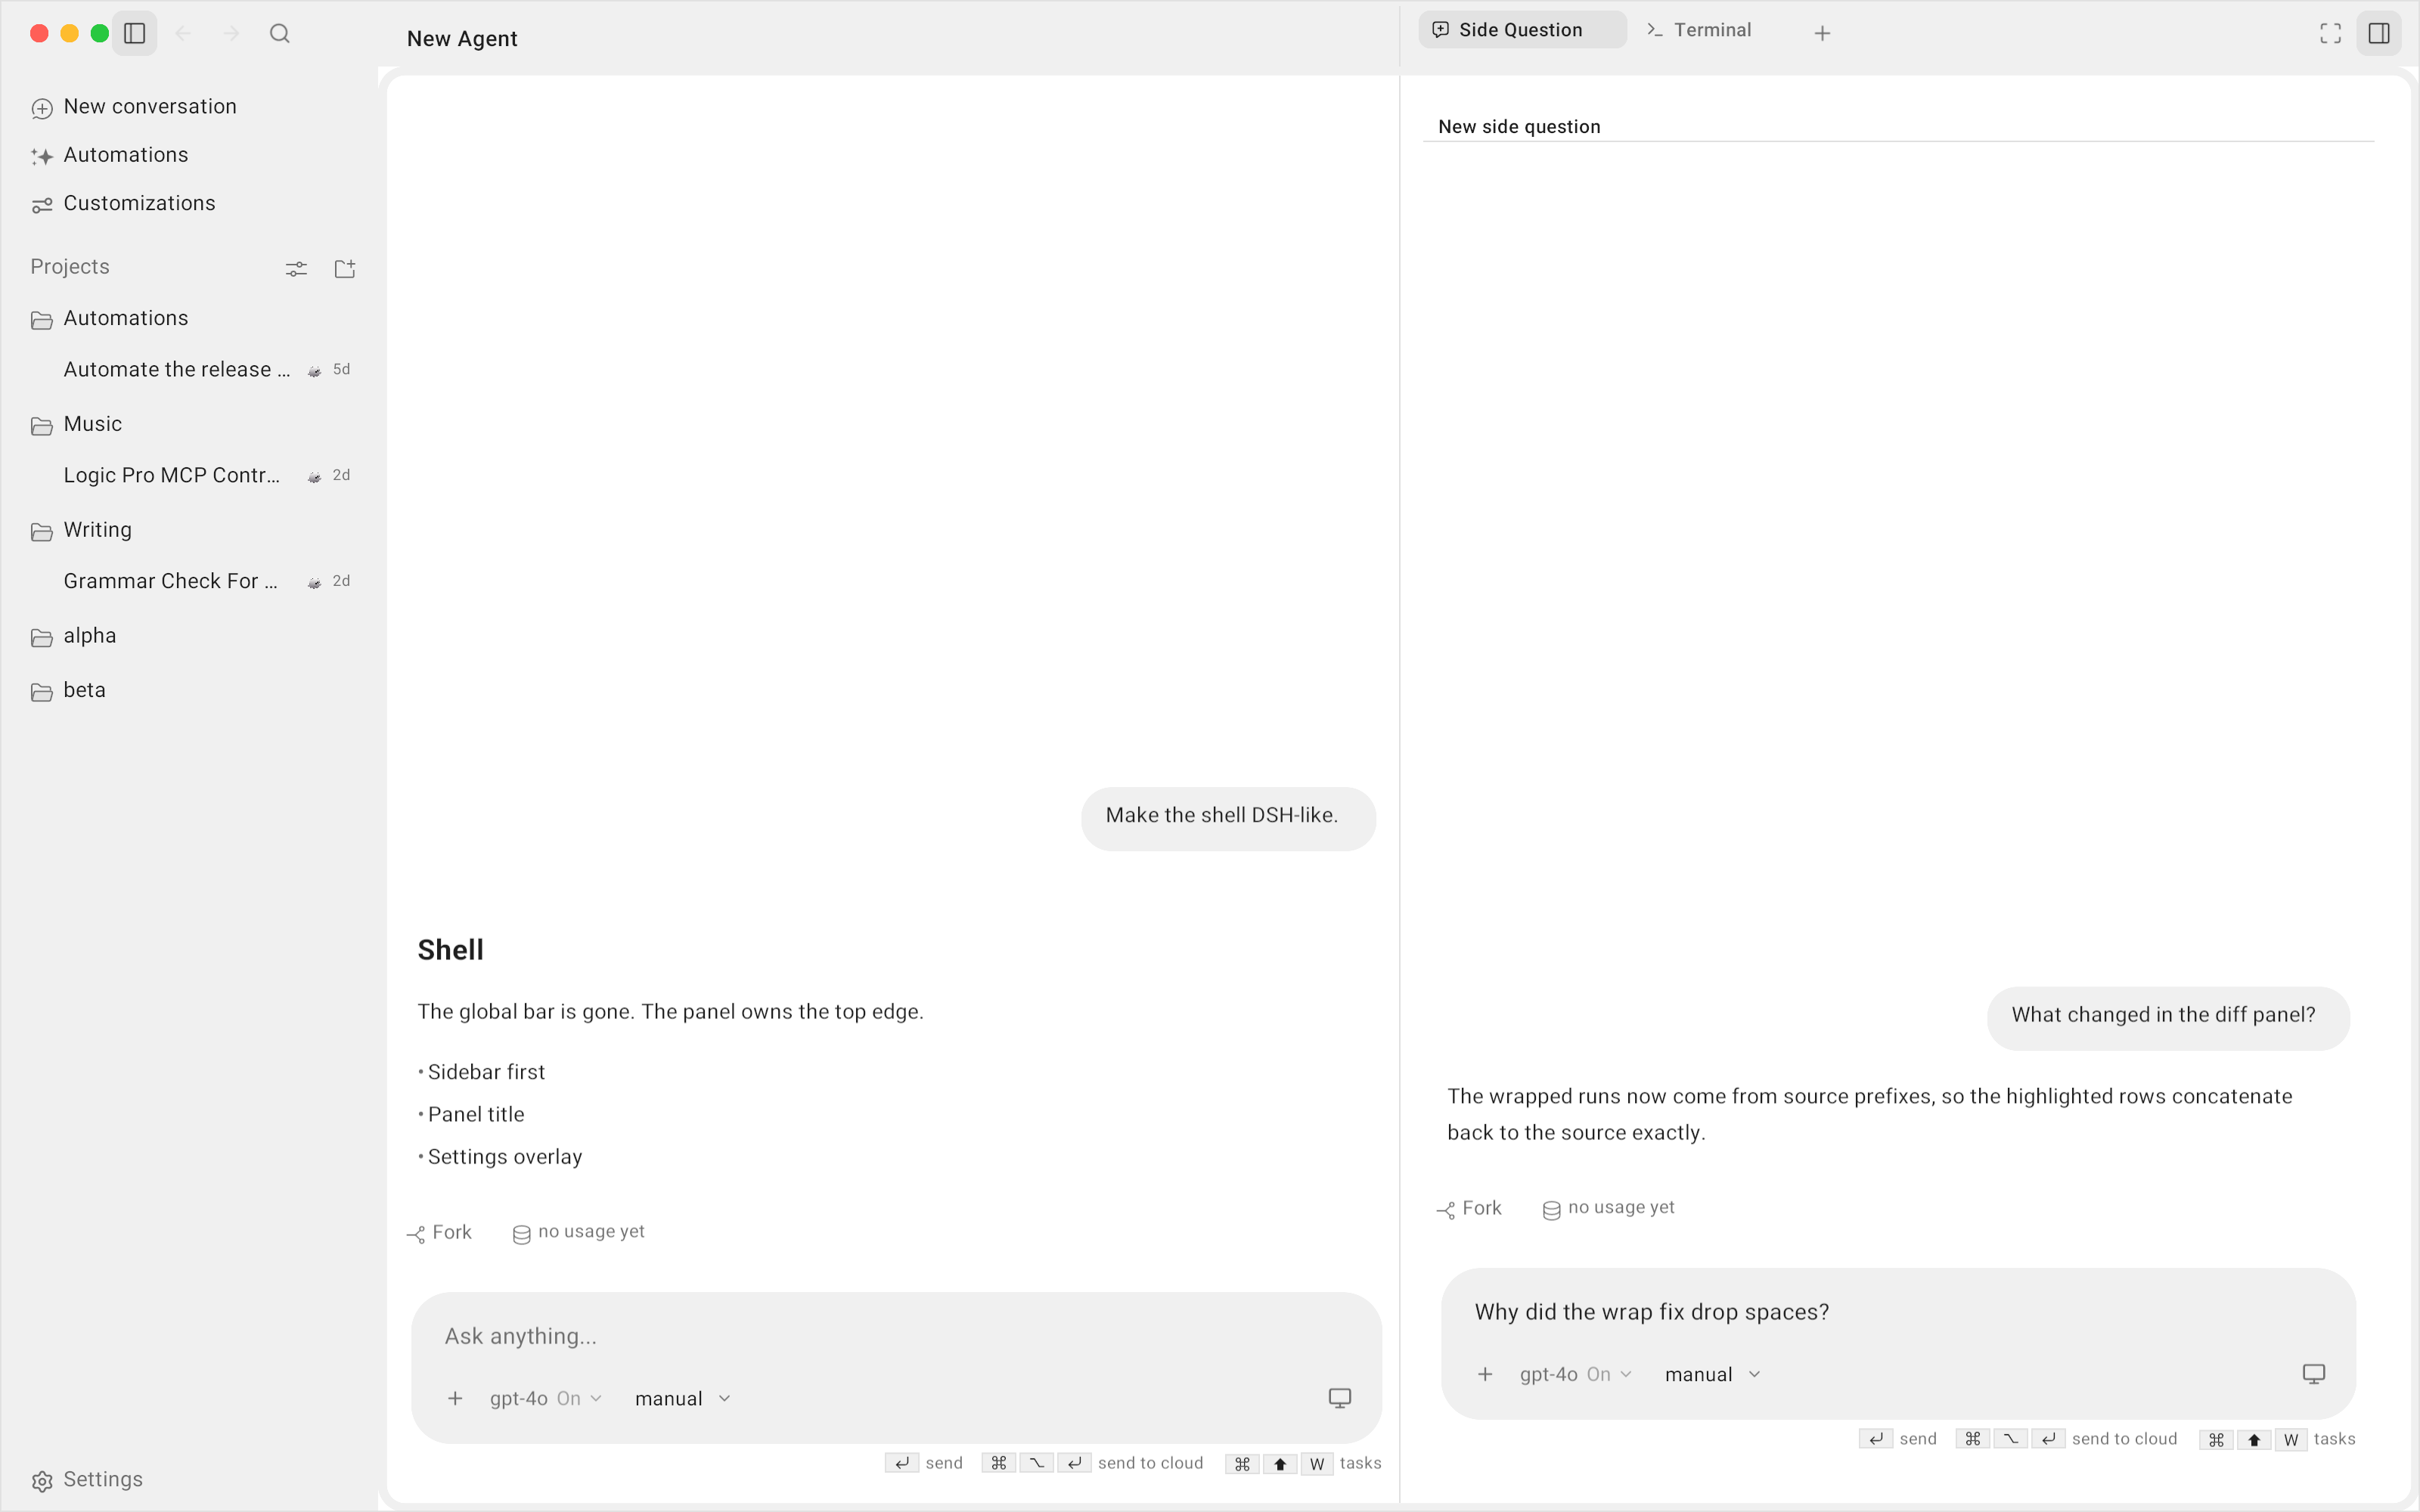 New conversation
Automations
Customizations
Projects
Automations
Automate the release ... 5d
Music
Logic Pro MCP Contr... 2d
Writing
Grammar Check For ... 2d
alpha
beta
Settings
New Agent
Make the shell DSH-like.
Shell
The global bar is gone. The panel owns the top edge.
• Sidebar first
• Panel title
• Settings overlay
Fork no usage yet
Ask anything...
+ gpt-4o On manual
↵ send ⌘ ⌥ ↵ send to cloud ⌘ ⬆ W tasks
Side Question Terminal +
New side question
What changed in the diff panel?
The wrapped runs now come from source prefixes, so the highlighted rows concatenate
back to the source exactly.
Fork no usage yet
Why did the wrap fix drop spaces?
+ gpt-4o On manual
↵ send ⌘ ⌥ ↵ send to cloud ⌘ ⬆ W tasks